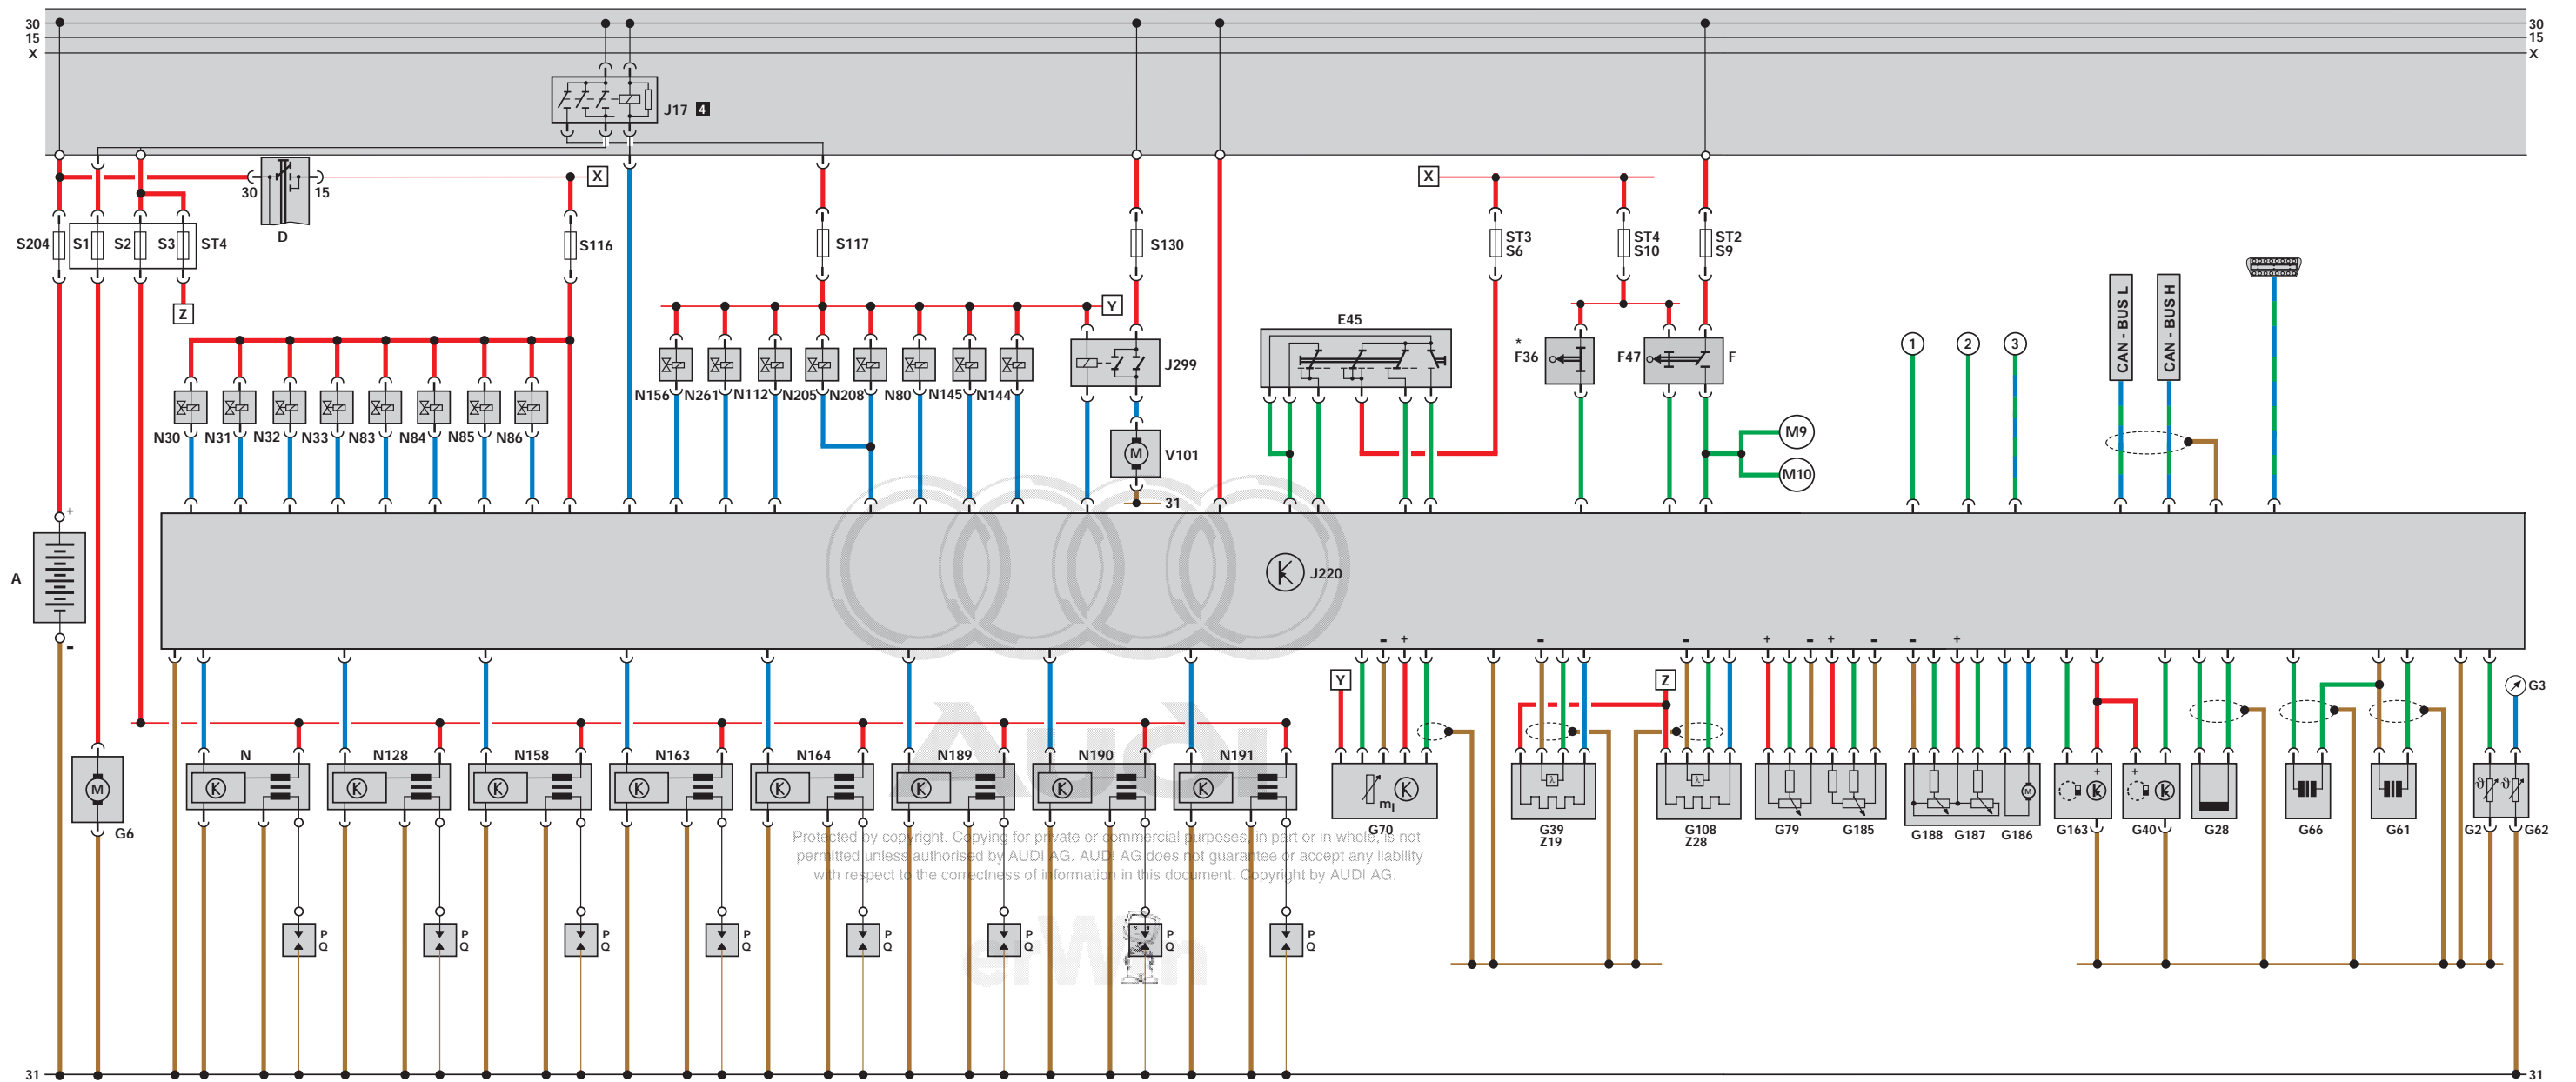 30 30
15 15
X X
J17 4
X X
30 15
D
S204 S1 S2 S3 ST4 S116 S117 S130 ST3 ST4 ST2
S6 S10 S9
Z
Y
E45
* F36 F47 F
J299
1 2 3
CAN - BUS L
CAN - BUS H
N156 N261 N112 N205 N208 N80 N145 N144
N30 N31 N32 N33 N83 N84 N85 N86
M9
M M10
V101
31
+
A
J220
-
- + - - + - + - - +
Y Z G3
N N128 N158 N163 N164 N189 N190 N191
M
G6
mI
λ λ
M
+ +
ϑ ϑ
G70 G39 G108 G79 G185 G188 G187 G186 G163 G40 G28 G66 G61 G2 G62
Z19 Z28
AUDI
Protected by copyright. Copying for private or commercial purposes, in part or in whole, is not
permitted unless authorised by AUDI AG. AUDI AG does not guarantee or accept any liability
with respect to the correctness of information in this document. Copyright by AUDI AG.
P P P P P P P P
Q Q Q Q Q Q Q Q
erWin
31 31